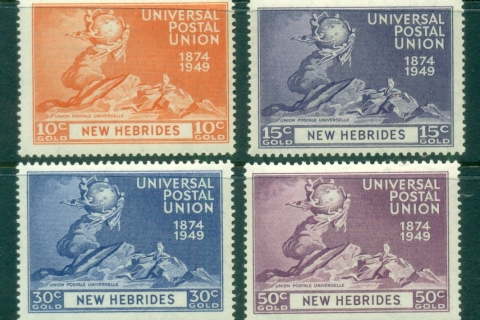 UNIVERSAL
POSTAL
UNION
1874
1949
UNION POSTALE UNIVERSELLE
10C GOLD
NEW HEBRIDES
10C GOLD
UNIVERSAL
POSTAL
UNION
1874
1949
UNION POSTALE UNIVERSELLE
15C GOLD
NEW HEBRIDES
15C GOLD
UNIVERSAL
POSTAL
UNION
1874
1949
UNION POSTALE UNIVERSELLE
30C GOLD
NEW HEBRIDES
30C GOLD
UNIVERSAL
POSTAL
UNION
1874
1949
UNION POSTALE UNIVERSELLE
50C GOLD
NEW HEBRIDES
50C GOLD